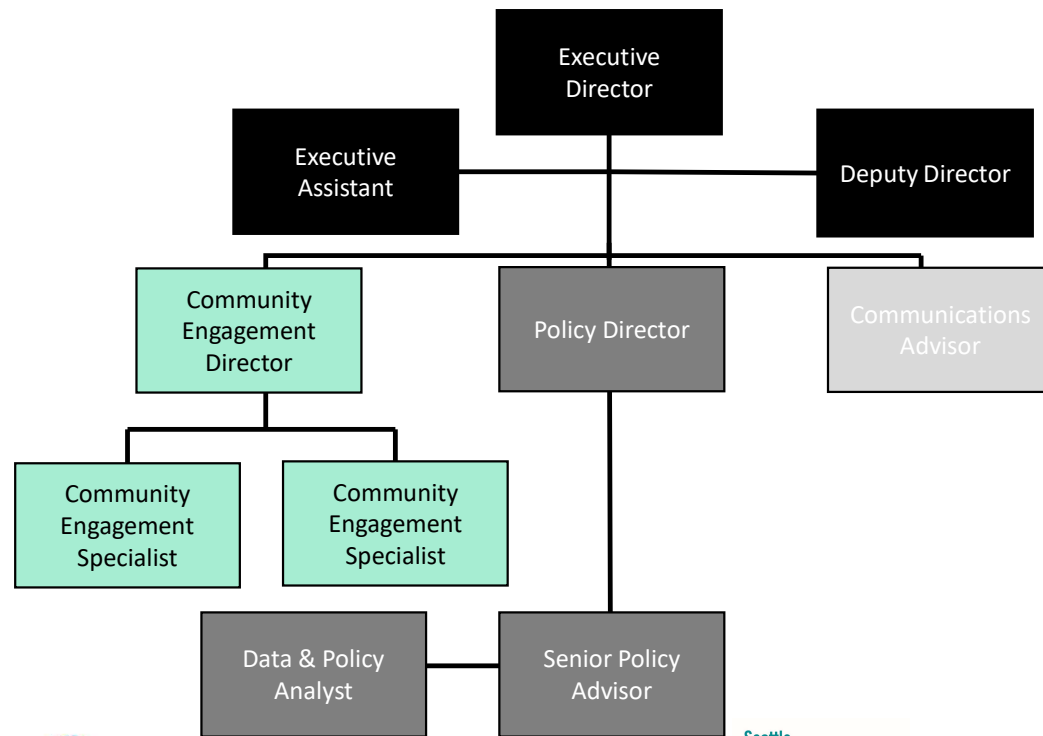 Executive
Director
Executive
Assistant
Deputy Director
Community
Engagement
Director
Policy Director
Communications
Advisor
Community
Engagement
Specialist
Community
Engagement
Specialist
Data & Policy
Analyst
Senior Policy
Advisor
Seattle